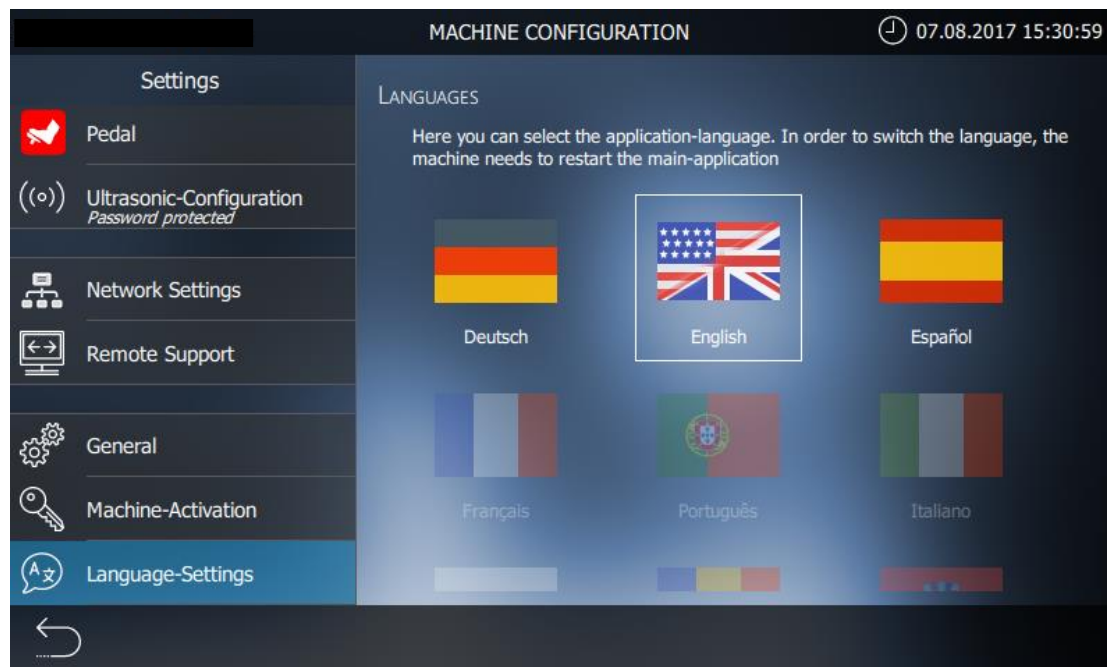 MACHINE CONFIGURATION
07.08.2017 15:30:59
Settings
Pedal
Ultrasonic-Configuration
Password protected
Network Settings
Remote Support
General
Machine-Activation
Language-Settings
LANGUAGES
Here you can select the application-language. In order to switch the language, the
machine needs to restart the main-application
Deutsch
English
Español
Français
Português
Italiano